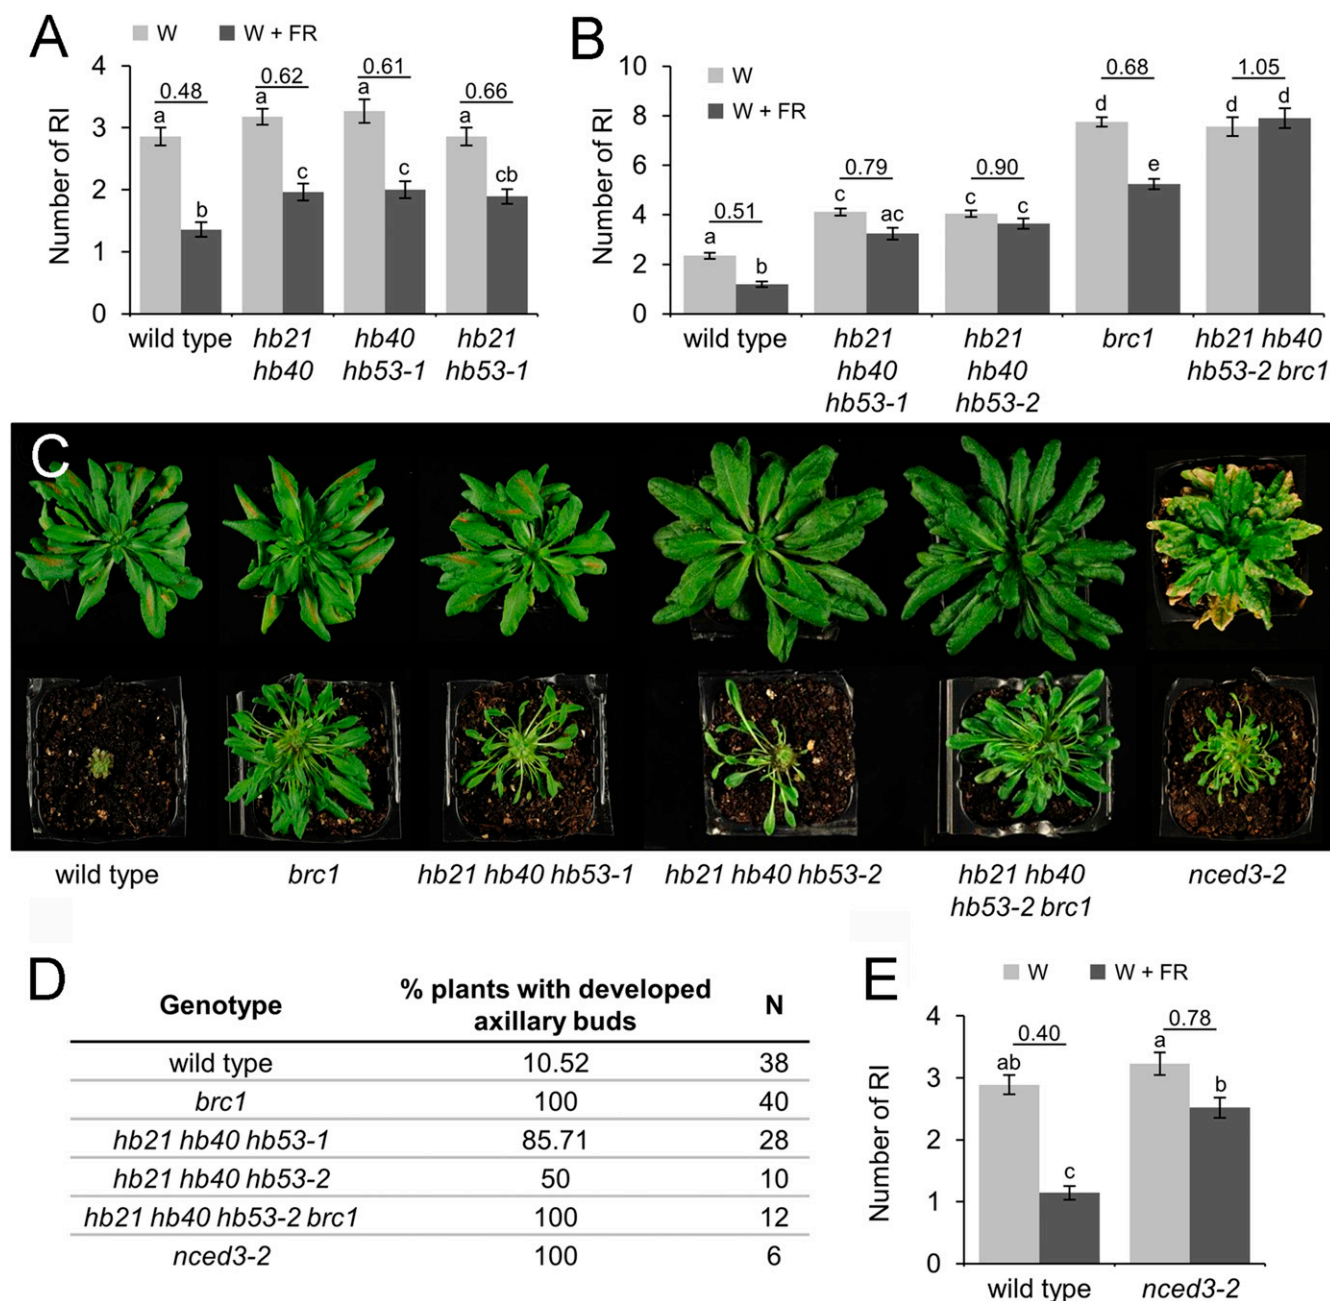 A
W
W + FR
Number of RI
4
3
2
1
0
0.48
0.62
0.61
0.66
a
b
a
c
a
c
a
cb
wild type
hb21
hb40
hb40
hb53-1
hb21
hb53-1
B
W
W + FR
Number of RI
10
8
6
4
2
0
0.51
0.79
0.90
0.68
1.05
a
b
c
ac
c
c
d
e
d
d
wild type
hb21
hb40
hb53-1
hb21
hb40
hb53-2
brc1
hb21 hb40
hb53-2 brc1
C
wild type
brc1
hb21 hb40 hb53-1
hb21 hb40 hb53-2
hb21 hb40
hb53-2 brc1
nced3-2
D
Genotype % plants with developed axillary buds N
wild type 10.52 38
brc1 100 40
hb21 hb40 hb53-1 85.71 28
hb21 hb40 hb53-2 50 10
hb21 hb40 hb53-2 brc1 100 12
nced3-2 100 6
E
W
W + FR
Number of RI
4
3
2
1
0
0.40
0.78
ab
c
a
b
wild type
nced3-2